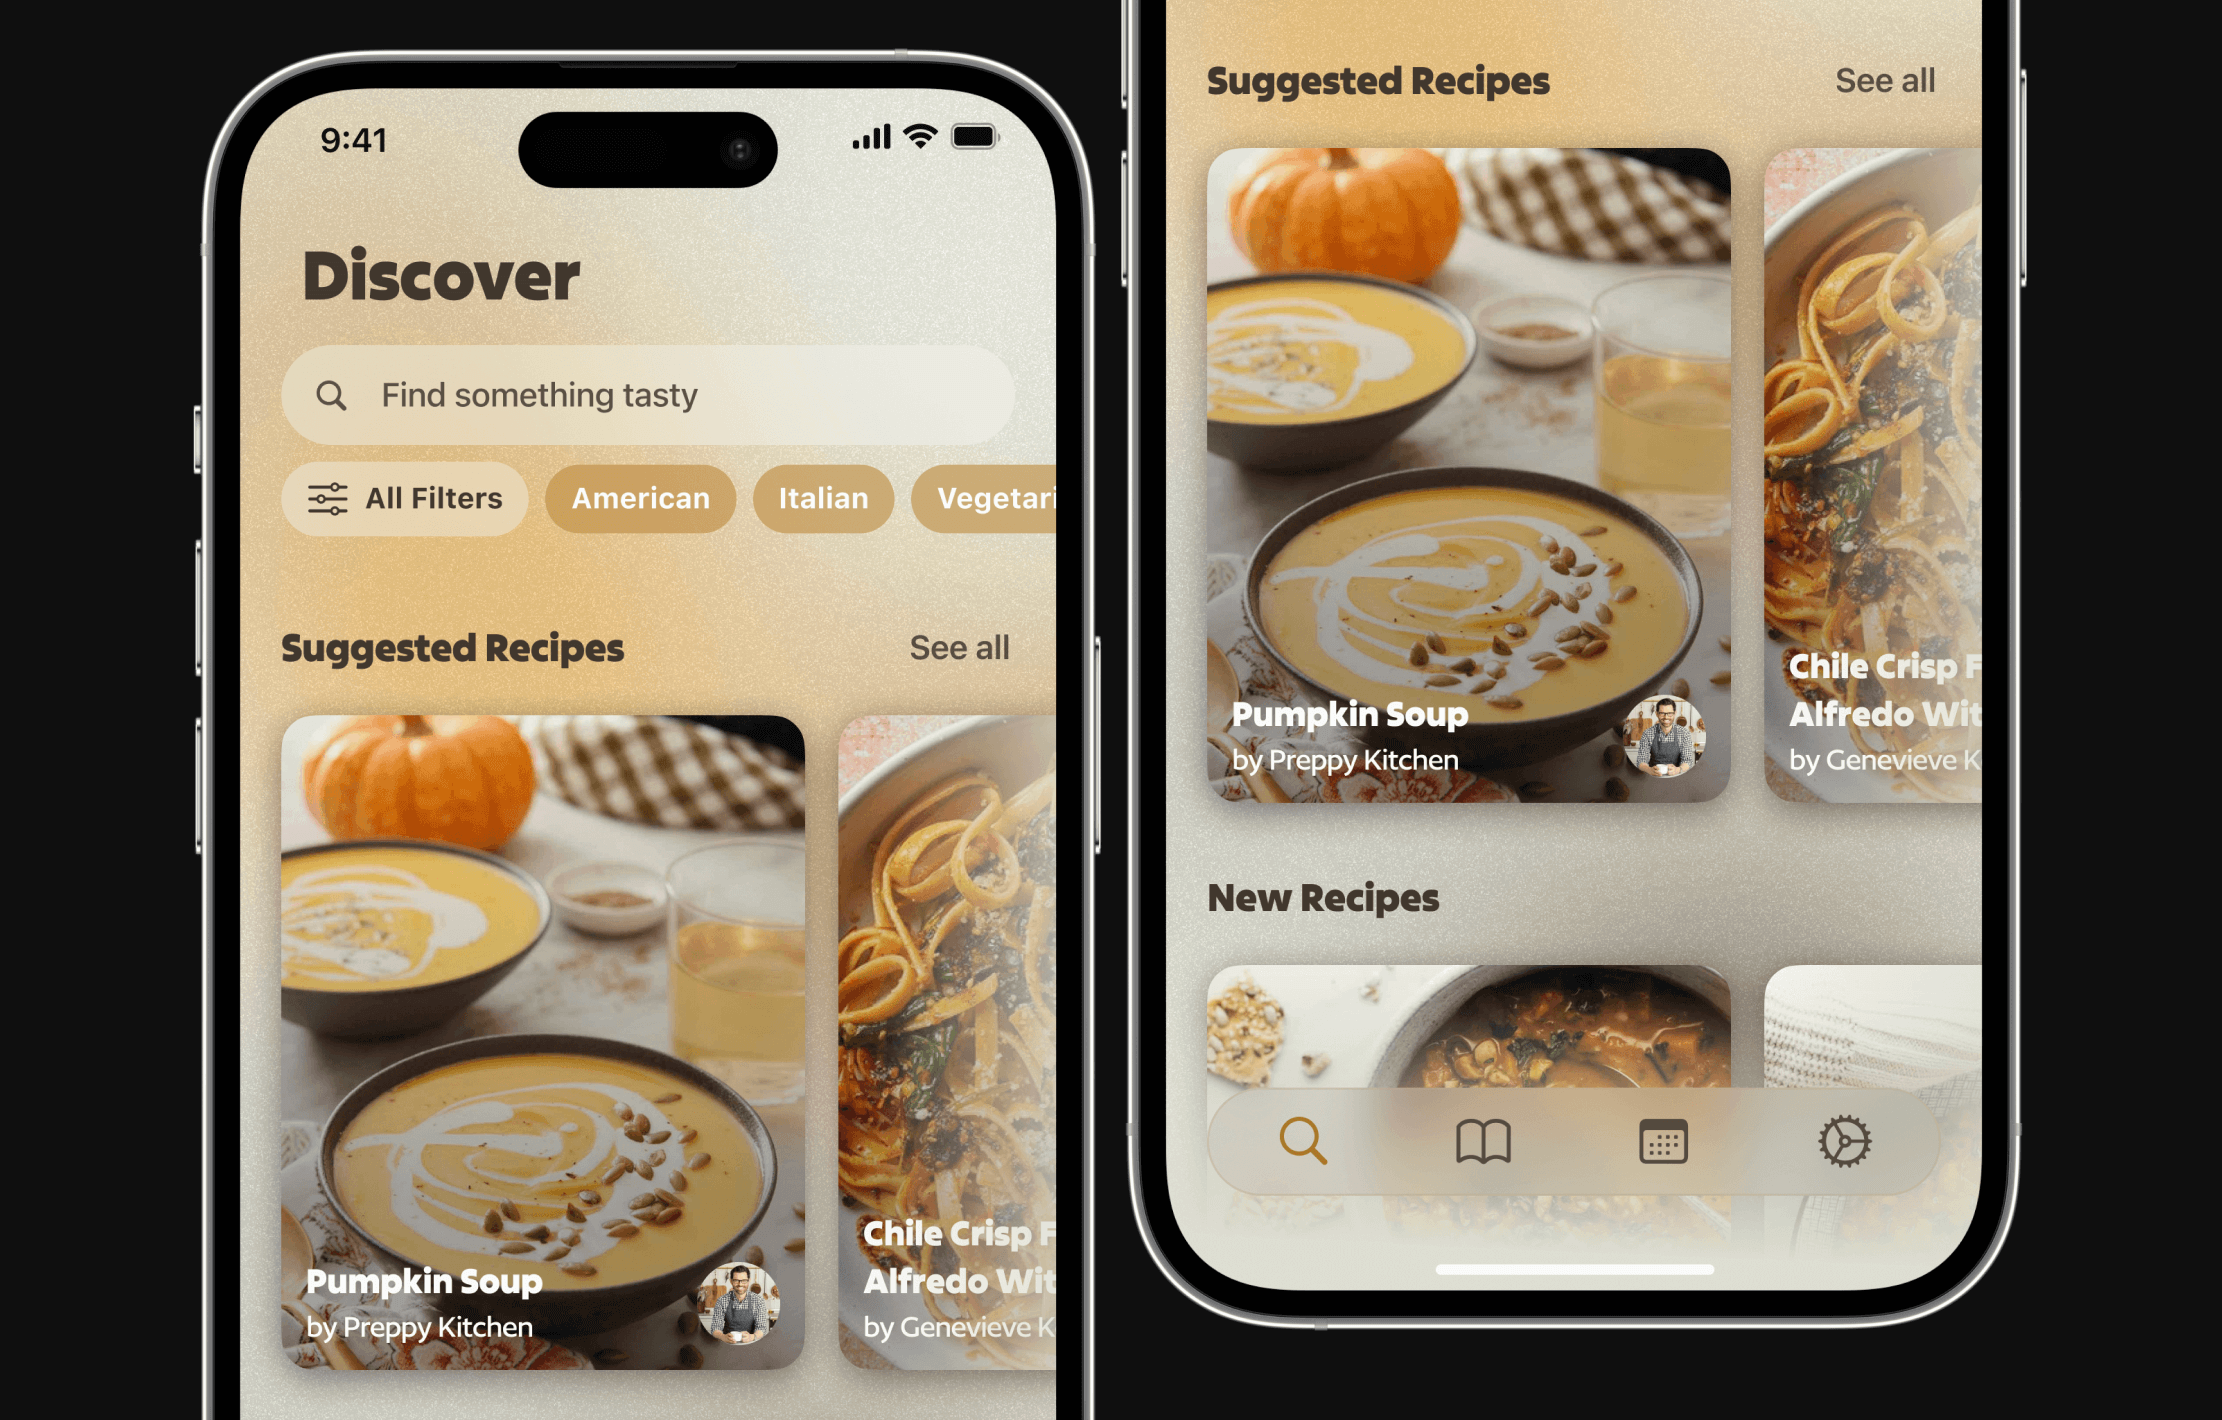 9:41
Discover
Find something tasty
All Filters
American
Italian
Vegetari
Suggested Recipes
See all
Pumpkin Soup
by Preppy Kitchen
Chile Crisp F
Alfredo Wit
by Genevieve K
Suggested Recipes
See all
Pumpkin Soup
by Preppy Kitchen
Chile Crisp F
Alfredo Wit
by Genevieve K
New Recipes